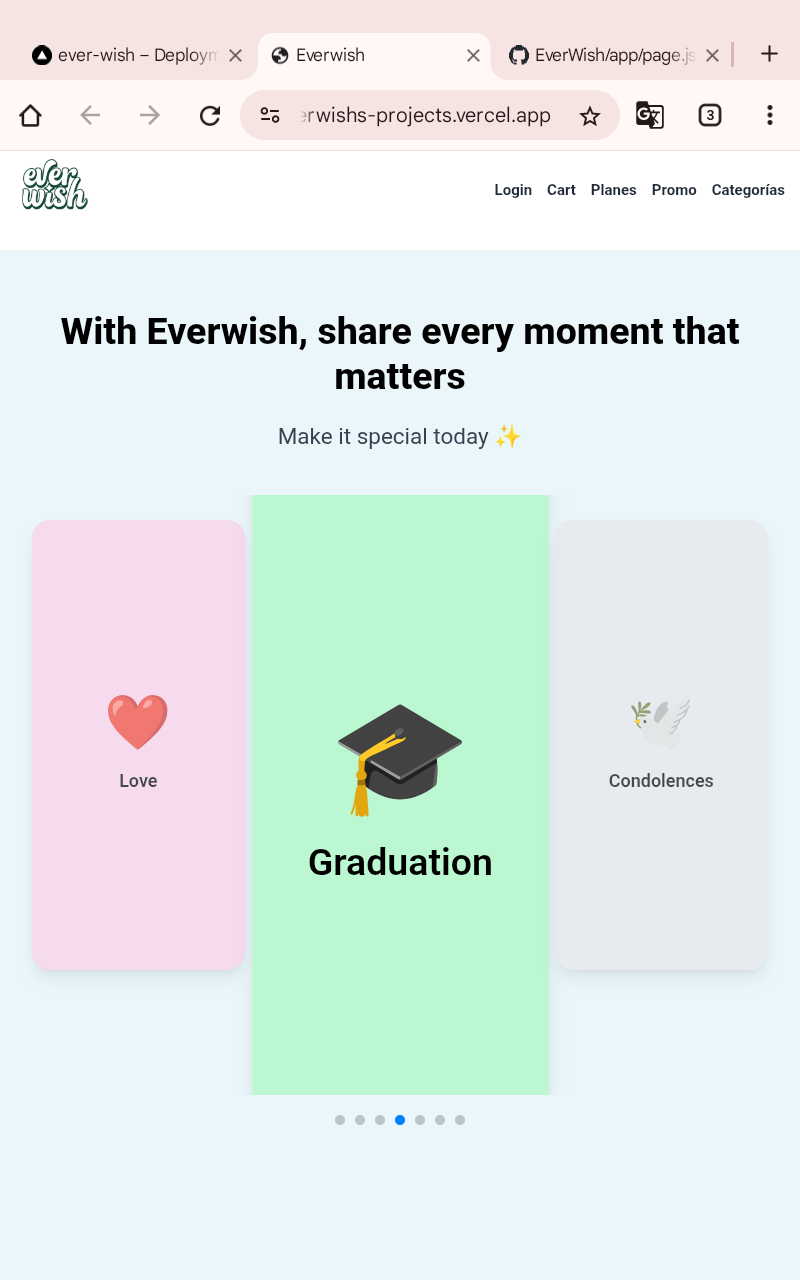 ever-wish – Deploym
Everwish
EverWish/app/page.js
erwishs-projects.vercel.app
3
ever
wish
Login Cart Planes Promo Categorías
With Everwish, share every moment that
matters
Make it special today ✨
Love
Graduation
Condolences